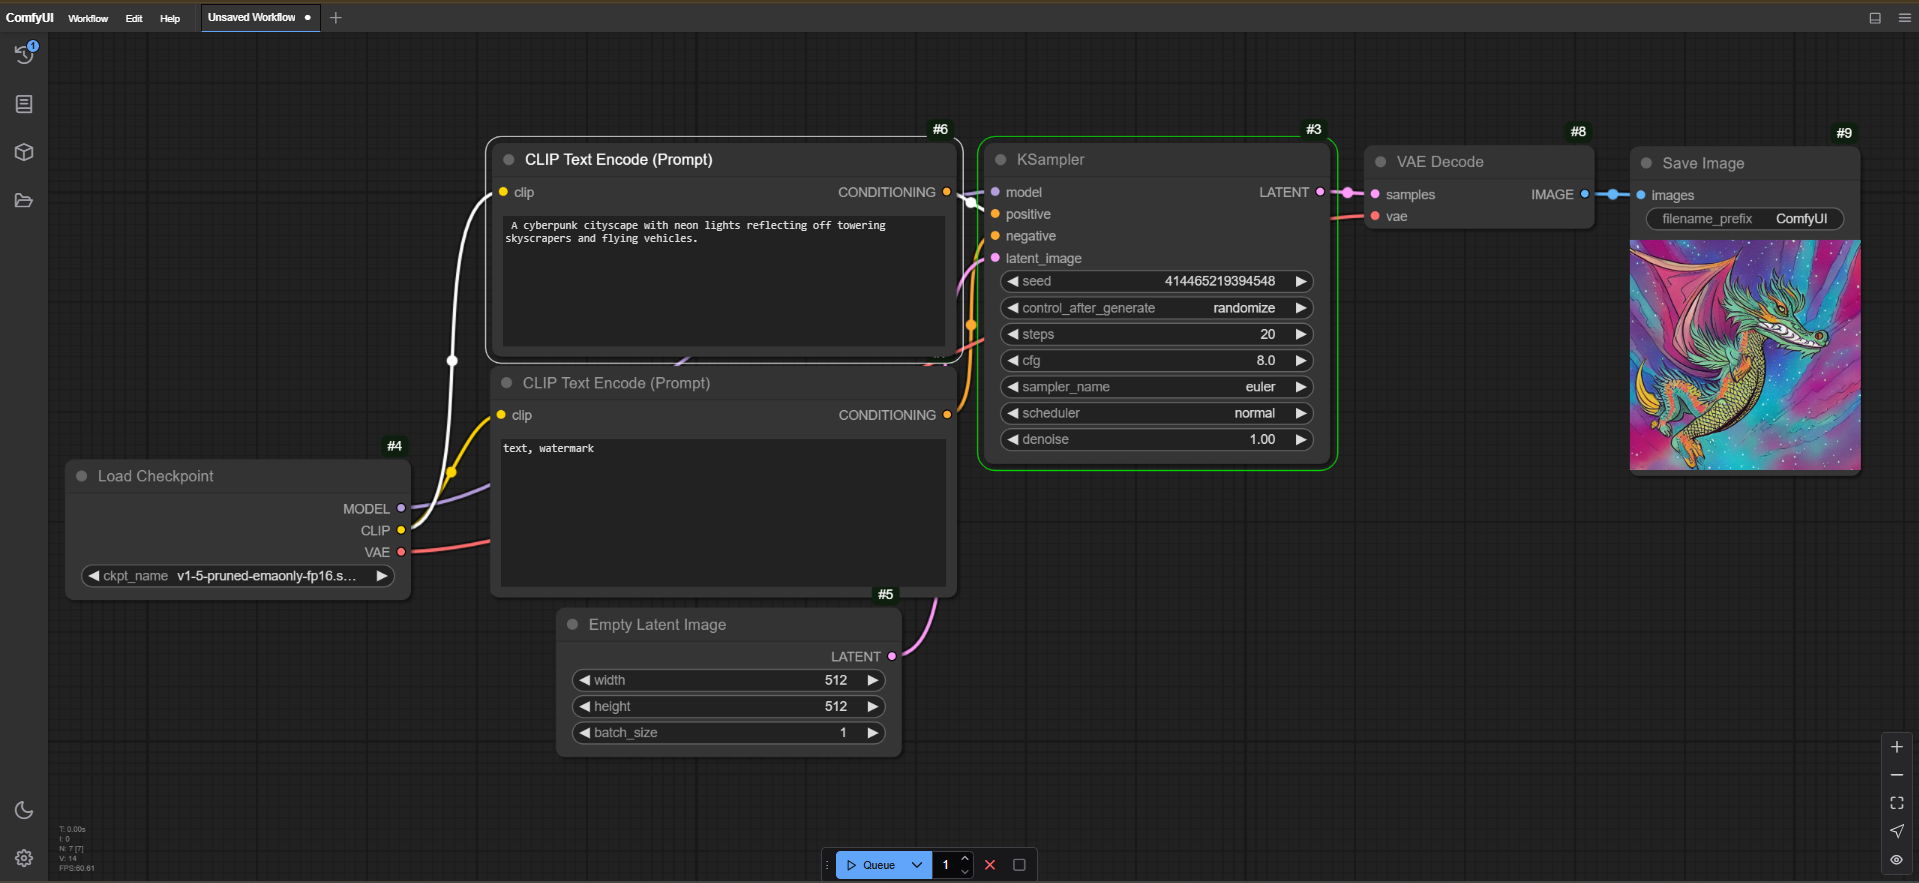 ComfyUI Workflow Edit Help Unsaved Workflow
1
#6
CLIP Text Encode (Prompt)
clip CONDITIONING
A cyberpunk cityscape with neon lights reflecting off towering
skyscrapers and flying vehicles.
CLIP Text Encode (Prompt)
clip CONDITIONING
text, watermark
#4
Load Checkpoint
MODEL
CLIP
VAE
ckpt_name v1-5-pruned-emaonly-fp16.s...
#5
Empty Latent Image
LATENT
width 512
height 512
batch_size 1
#3
KSampler
model LATENT
positive
negative
latent_image
seed 414465219394548
control_after_generate randomize
steps 20
cfg 8.0
sampler_name euler
scheduler normal
denoise 1.00
#8
VAE Decode
samples IMAGE
vae
#9
Save Image
images
filename_prefix ComfyUI
T: 0.00s
I: 0
N: 7 [7]
V: 14
FPS:60.61
Queue 1